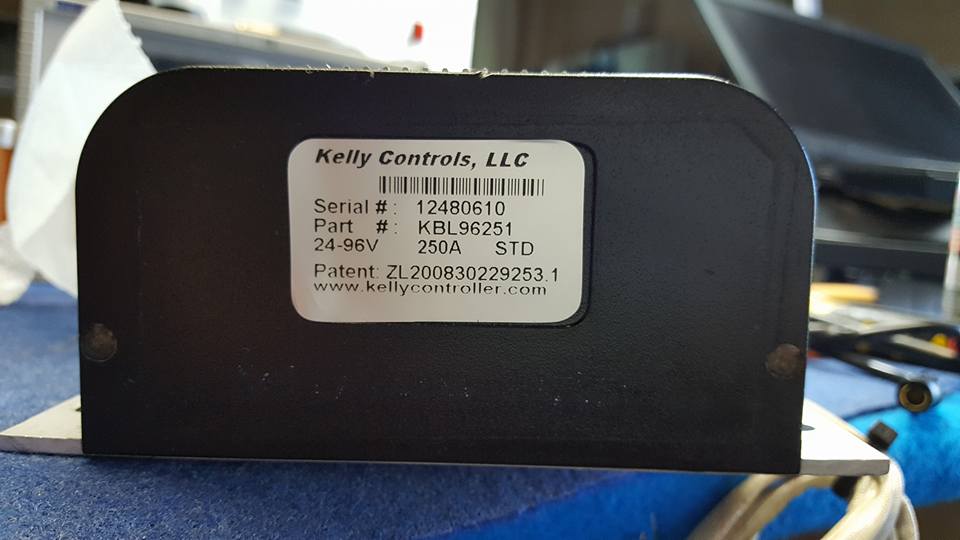 Kelly Controls, LLC
Serial # : 12480610
Part # : KBL96251
24-96V 250A STD
Patent: ZL200830229253.1
www.kellycontroller.com